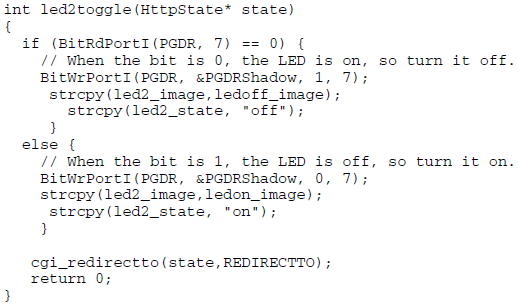 int led2toggle(HttpState* state)
{
  if (BitRdPortI(PGDR, 7) == 0) {
    // When the bit is 0, the LED is on, so turn it off.
    BitWrPortI(PGDR, &PGDRShadow, 1, 7);
     strcpy(led2_image,ledoff_image);
       strcpy(led2_state, "off");
     }
  else {
    // When the bit is 1, the LED is off, so turn it on.
    BitWrPortI(PGDR, &PGDRShadow, 0, 7);
    strcpy(led2_image,ledon_image);
     strcpy(led2_state, "on");
    }

   cgi_redirectto(state,REDIRECTTO);
   return 0;
}